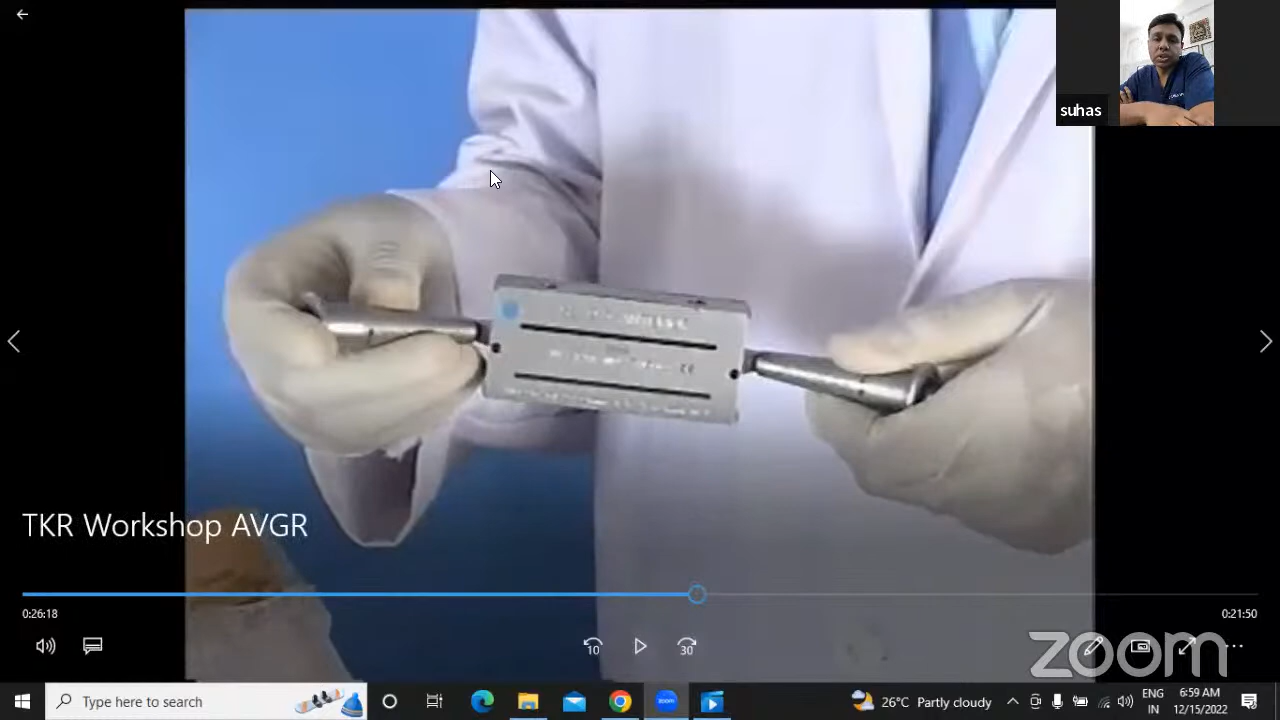 suhas
TKR Workshop AVGR
0:26:18
0:21:50
10
30
zoom
Type here to search
zoom
26°C Partly cloudy
ENG
IN
6:59 AM
12/15/2022